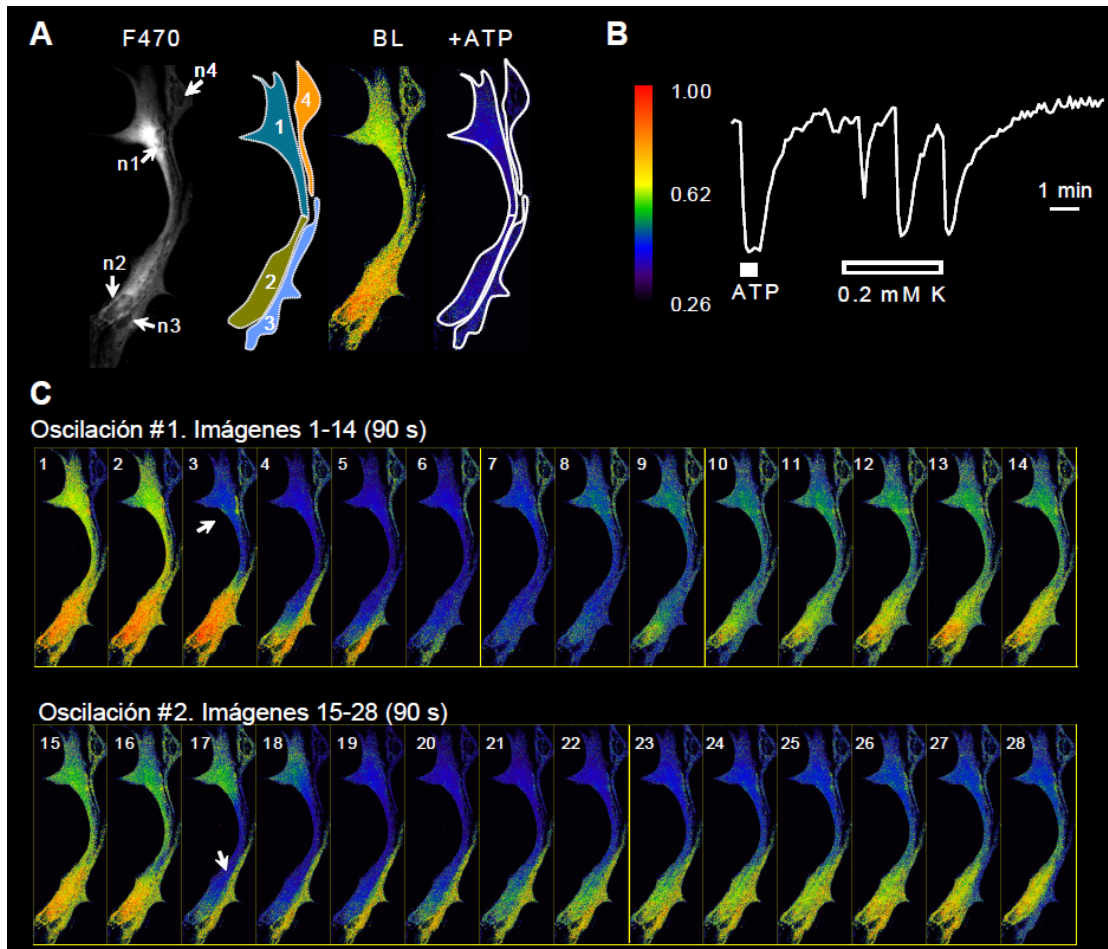 A
F470
BL
+ATP
B
n4
n1
n2
n3
1
4
2
3
1.00
0.62
0.26
1 min
ATP
0.2 mM K
C
Oscilación #1. Imágenes 1-14 (90 s)
1 2 3 4 5 6 7 8 9 10 11 12 13 14
Oscilación #2. Imágenes 15-28 (90 s)
15 16 17 18 19 20 21 22 23 24 25 26 27 28